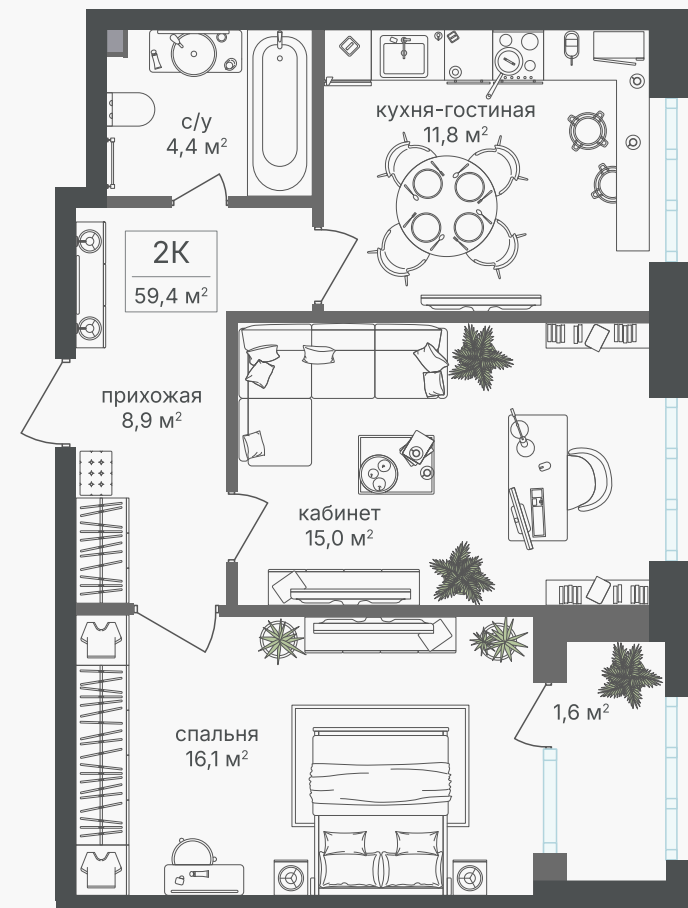 с/у
4,4 м²
кухня-гостиная
11,8 м²
2К
59,4 м²
прихожая
8,9 м²
кабинет
15,0 м²
1,6 м²
спальня
16,1 м²